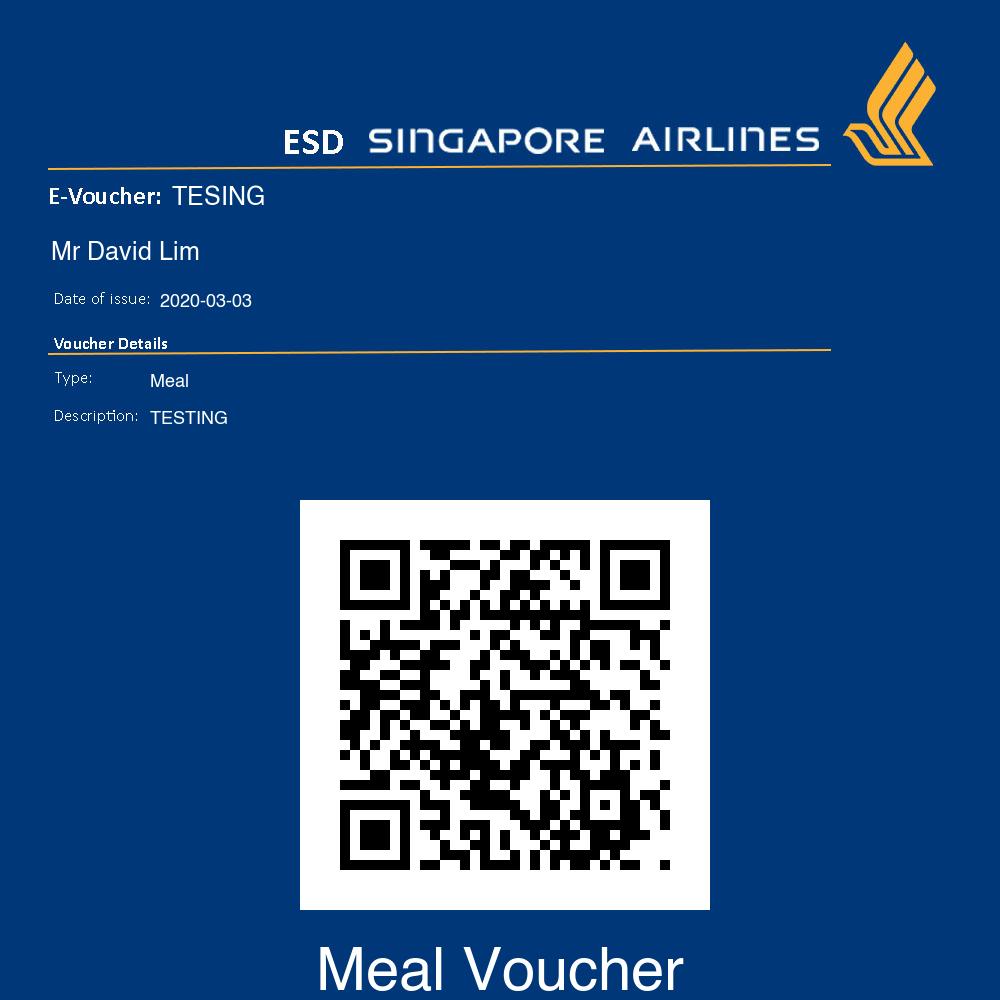 ESD SINGAPORE AIRLINES
E-Voucher: TESING
Mr David Lim
Date of issue: 2020-03-03
Voucher Details
Type: Meal
Description: TESTING
Meal Voucher